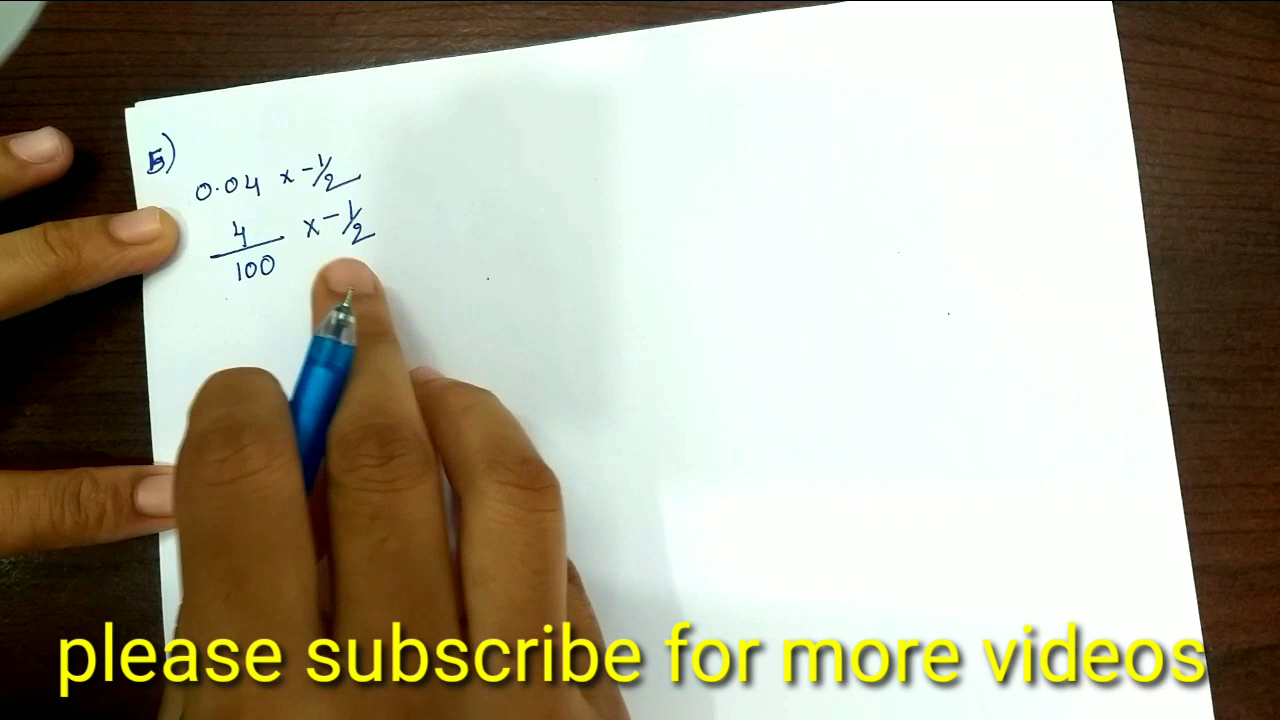 5)
0.04 × -1/2
4/100 × -1/2
please subscribe for more videos